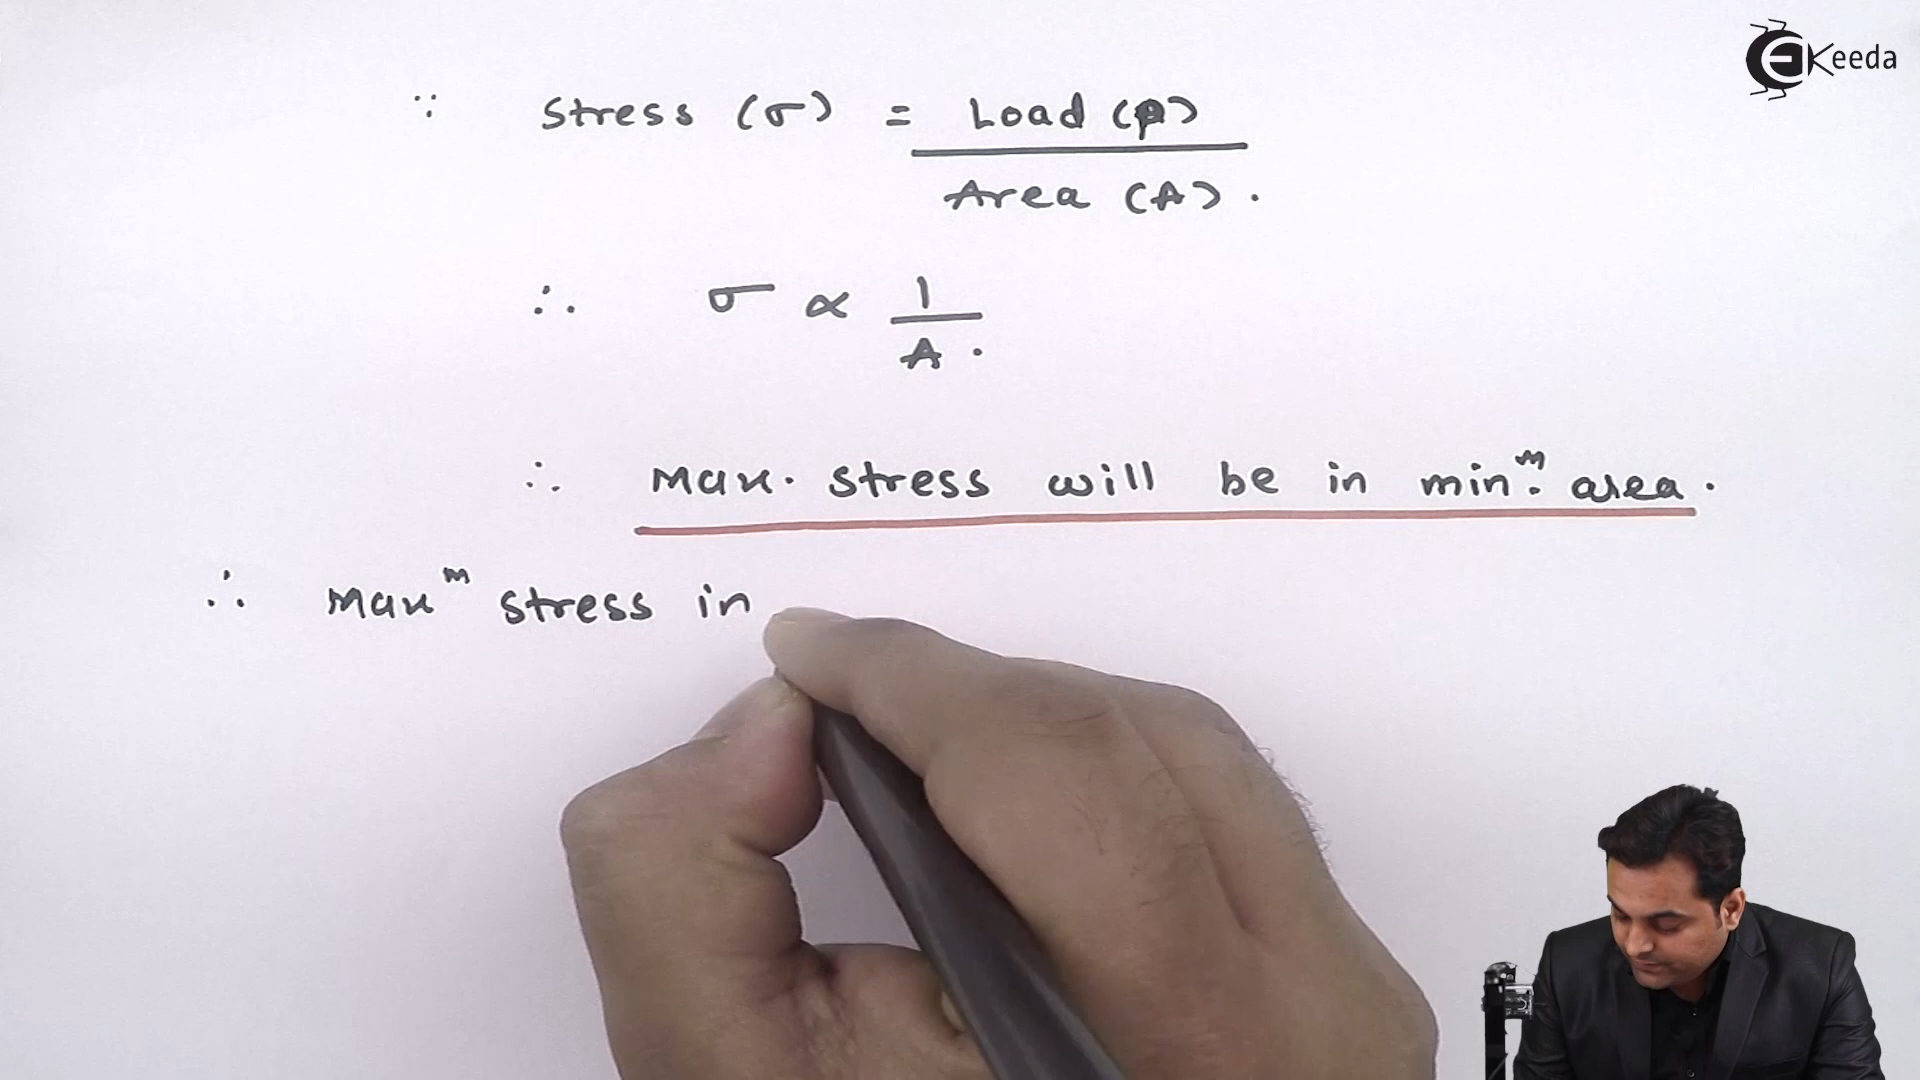 EKeeda
∵ Stress (σ) = Load (P)
Area (A).
∴ σ ∝ 1
A.
∴ Max. stress will be in minᵐ. area.
∴ Maxᵐ stress in